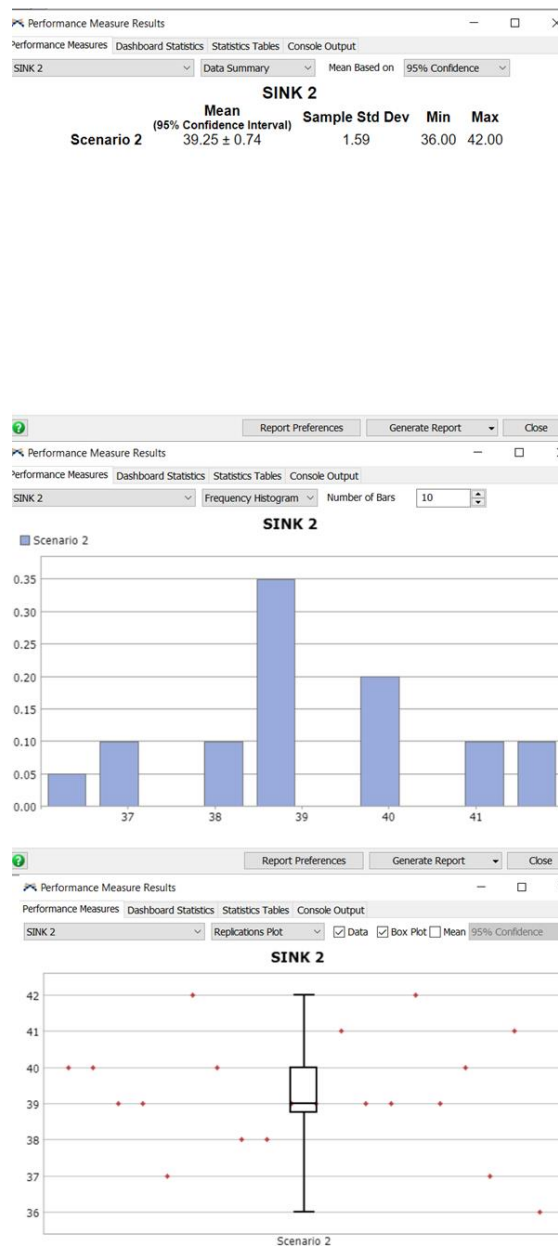 Performance Measure Results
Performance Measures Dashboard Statistics Statistics Tables Console Output
SINK 2 Data Summary Mean Based on 95% Confidence
SINK 2
Mean
(95% Confidence Interval) Sample Std Dev Min Max
Scenario 2 39.25 ± 0.74 1.59 36.00 42.00
Report Preferences Generate Report Close
Performance Measure Results
Performance Measures Dashboard Statistics Statistics Tables Console Output
SINK 2 Frequency Histogram Number of Bars 10
SINK 2
Scenario 2
0.35
0.30
0.25
0.20
0.15
0.10
0.05
0.00
37 38 39 40 41
Report Preferences Generate Report Close
Performance Measure Results
Performance Measures Dashboard Statistics Statistics Tables Console Output
SINK 2 Replications Plot Data Box Plot Mean 95% Confidence
SINK 2
42
41
40
39
38
37
36
Scenario 2